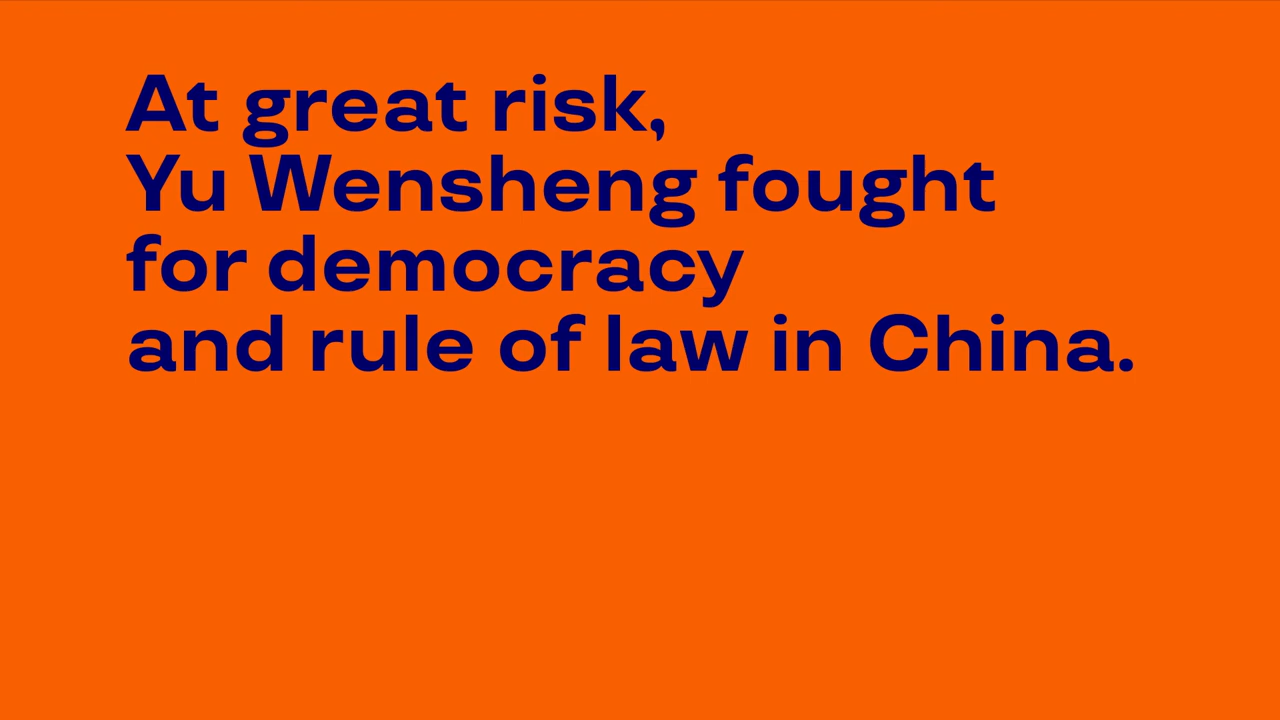 At great risk,
Yu Wensheng fought
for democracy
and rule of law in China.